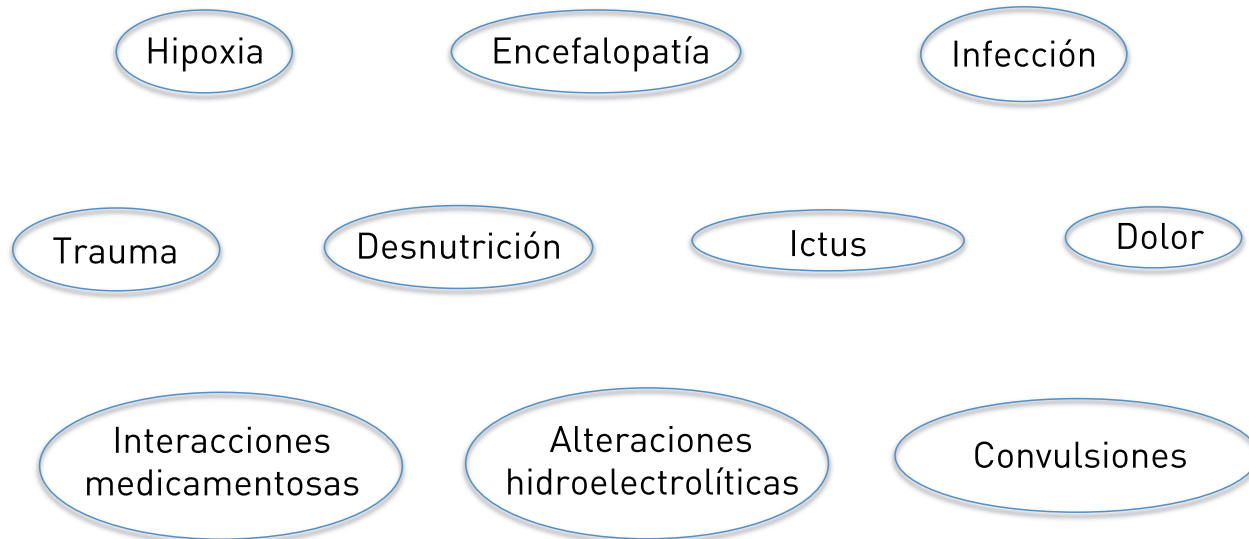 Hipoxia
Encefalopatía
Infección
Trauma
Desnutrición
Ictus
Dolor
Interacciones
medicamentosas
Alteraciones
hidroelectrolíticas
Convulsiones